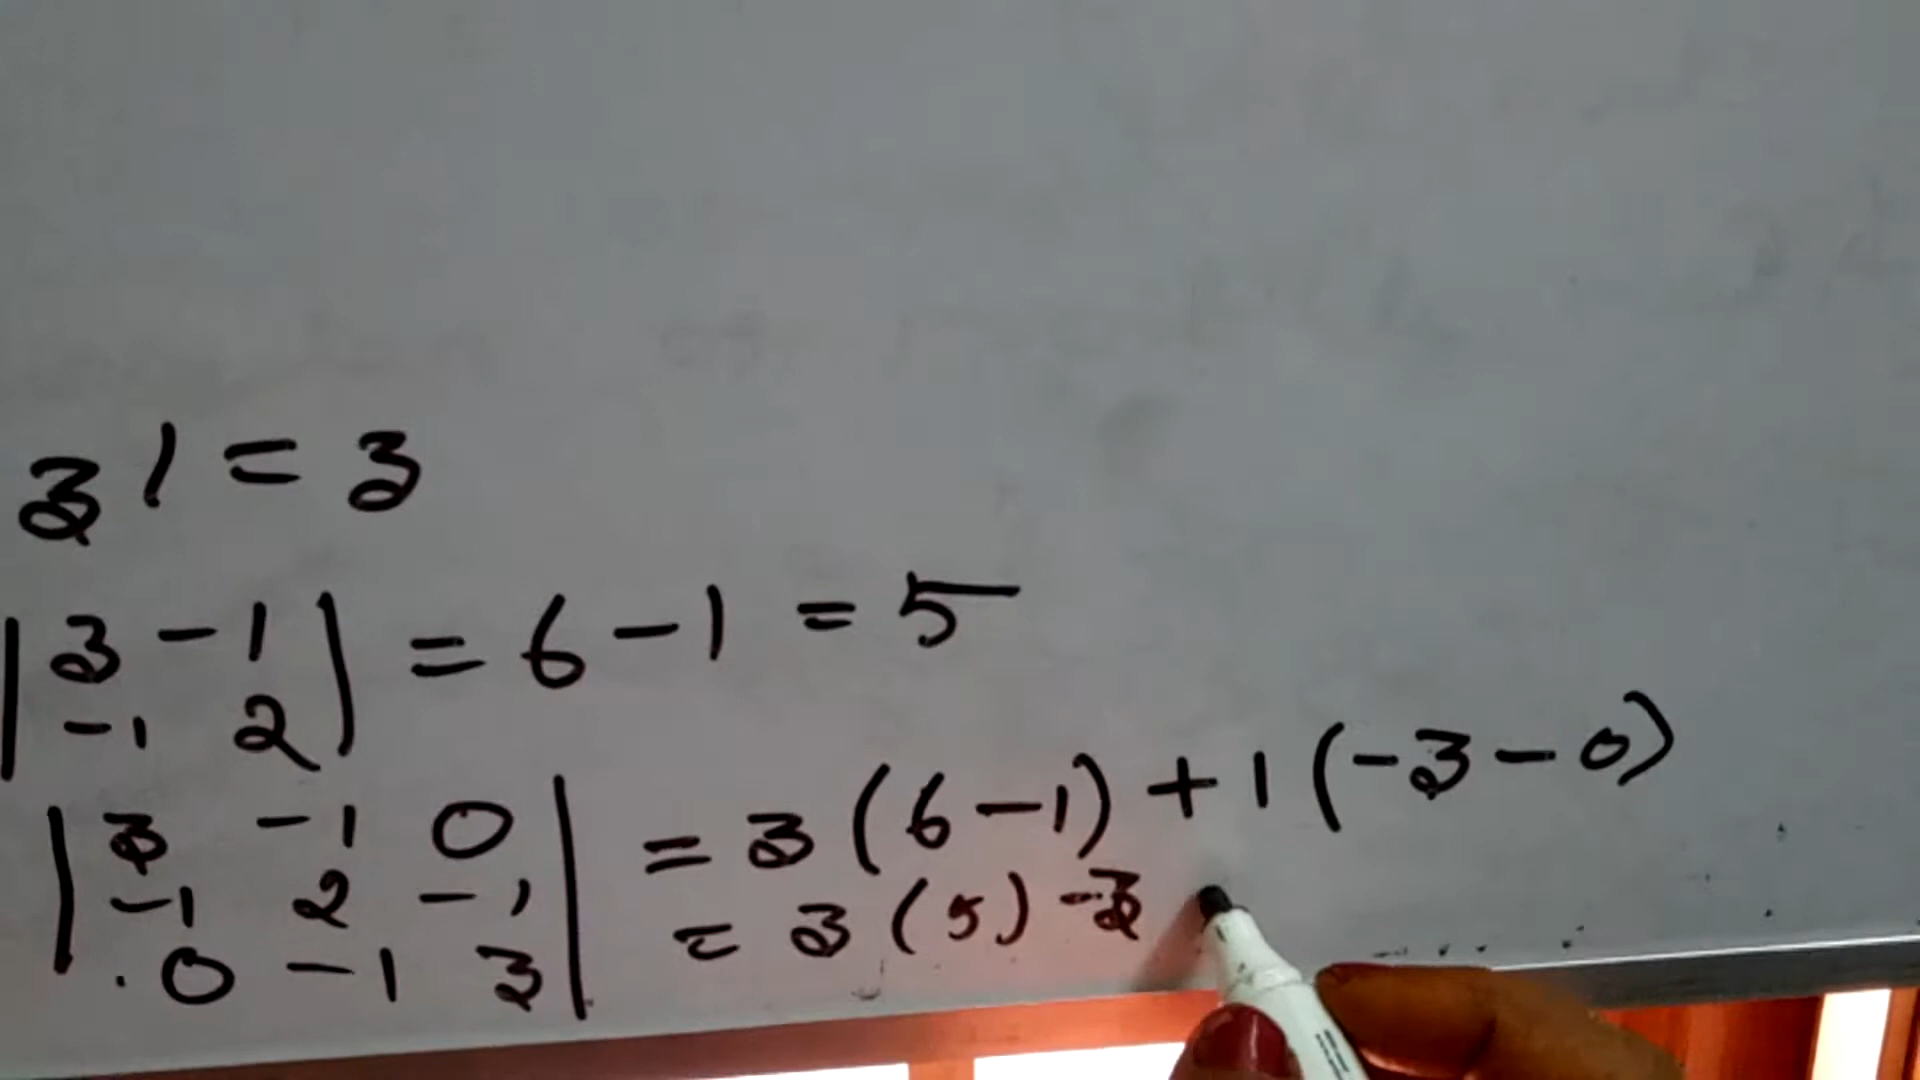 3' = 3
| 3 -1 | = 6 - 1 = 5
| -1 2 |
| 3 -1 0 | = 3 (6 - 1) + 1 (-3 - 0)
| -1 2 -1 | = 3 (5) -3
| 0 -1 3 |